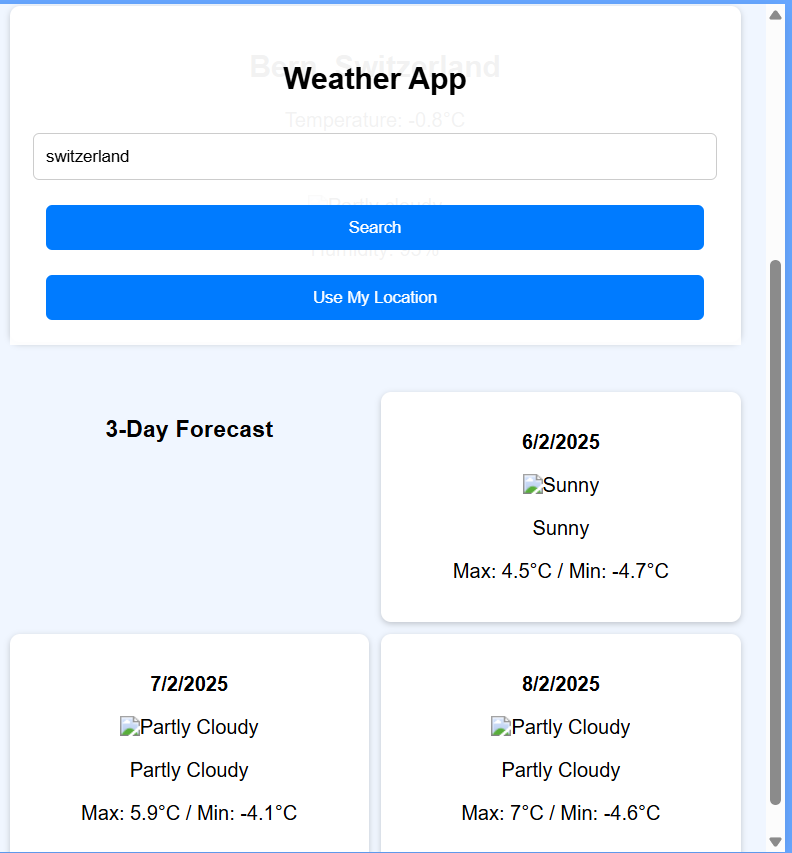 Bern, Switzerland
Weather App
Temperature: -0.8°C
switzerland
Partly cloudy
Search
Use My Location
3-Day Forecast
6/2/2025
Sunny
Sunny
Max: 4.5°C / Min: -4.7°C
7/2/2025
Partly Cloudy
Partly Cloudy
Max: 5.9°C / Min: -4.1°C
8/2/2025
Partly Cloudy
Partly Cloudy
Max: 7°C / Min: -4.6°C